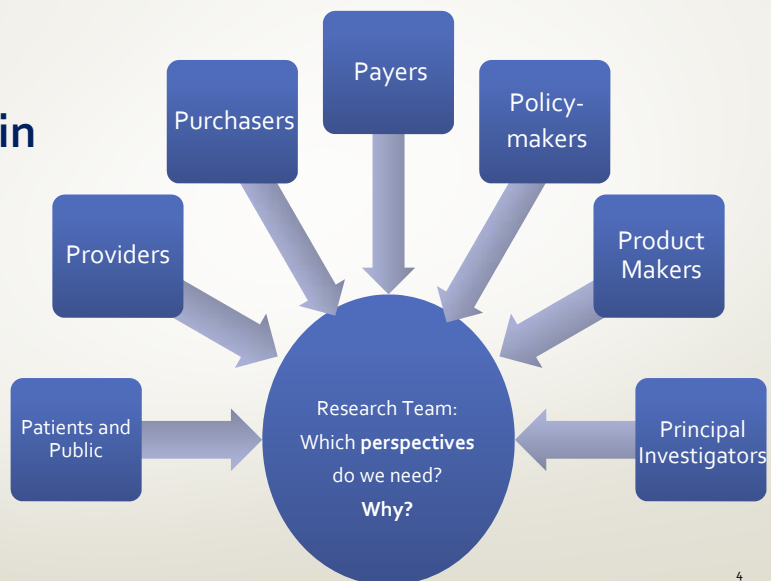 in
Payers
Purchasers
Policy-
makers
Providers
Product
Makers
Patients and
Public
Research Team:
Which perspectives
do we need?
Why?
Principal
Investigators
4